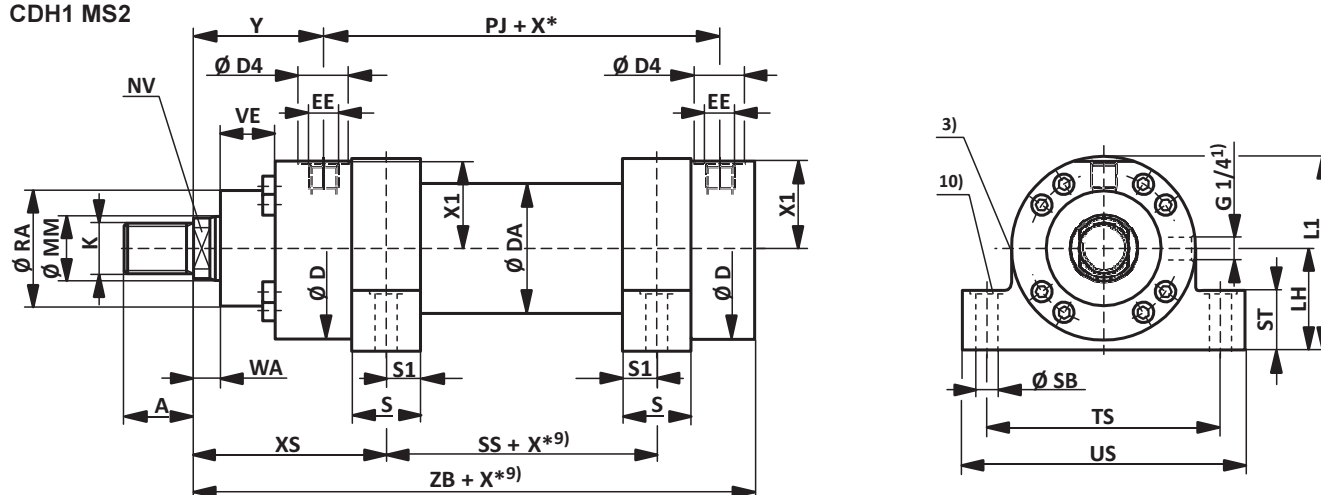 CDH1 MS2
Y
PJ + X*
Ø D4
Ø D4
NV
VE
EE
EE
3)
10)
G 1/4¹⁾
L1
X1
X1
Ø RA
Ø MM
K
Ø DA
Ø D
Ø D
ST
LH
WA
S1
S1
Ø SB
A
S
S
TS
XS
SS + X*⁹⁾
US
ZB + X*⁹⁾